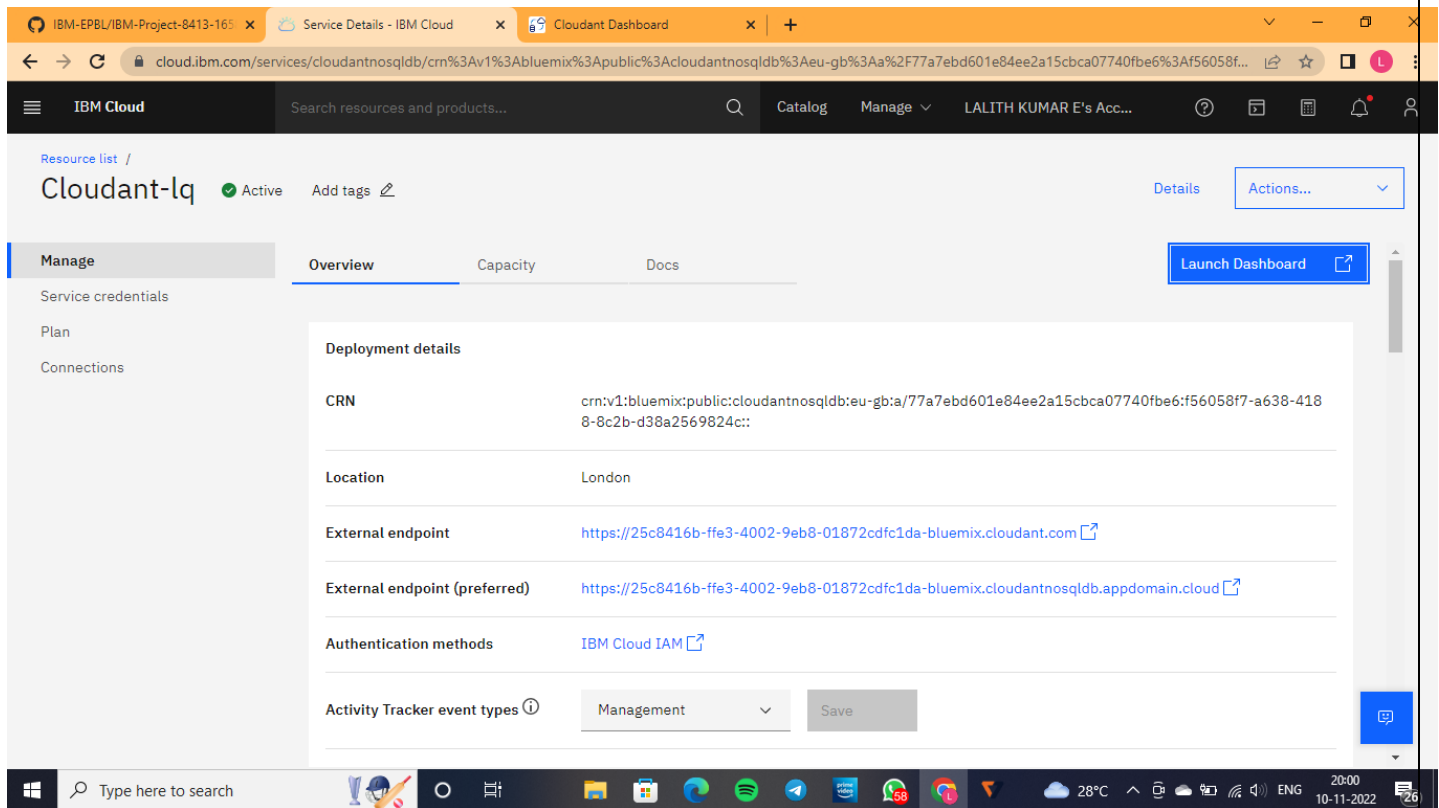 IBM-EPBL/IBM-Project-8413-165
Service Details - IBM Cloud
Cloudant Dashboard
cloud.ibm.com/services/cloudantnosqldb/crn%3Av1%3Abluemix%3Apublic%3Acloudantnosqldb%3Aeu-gb%3Aa%2F77a7ebd601e84ee2a15cbca07740fbe6%3Af56058f...
L
IBM Cloud
Search resources and products...
Catalog
Manage
LALITH KUMAR E's Acc...
Resource list /
Cloudant-lq
Active
Add tags
Details
Actions...
Manage
Service credentials
Plan
Connections
Overview
Capacity
Docs
Launch Dashboard
Deployment details
CRN
crn:v1:bluemix:public:cloudantnosqldb:eu-gb:a/77a7ebd601e84ee2a15cbca07740fbe6:f56058f7-a638-418
8-8c2b-d38a2569824c::
Location
London
External endpoint
https://25c8416b-ffe3-4002-9eb8-01872cdfc1da-bluemix.cloudant.com
External endpoint (preferred)
https://25c8416b-ffe3-4002-9eb8-01872cdfc1da-bluemix.cloudantnosqldb.appdomain.cloud
Authentication methods
IBM Cloud IAM
Activity Tracker event types
Management
Save
Type here to search
prime video
58
L
28°C
ENG
20:00
10-11-2022
26